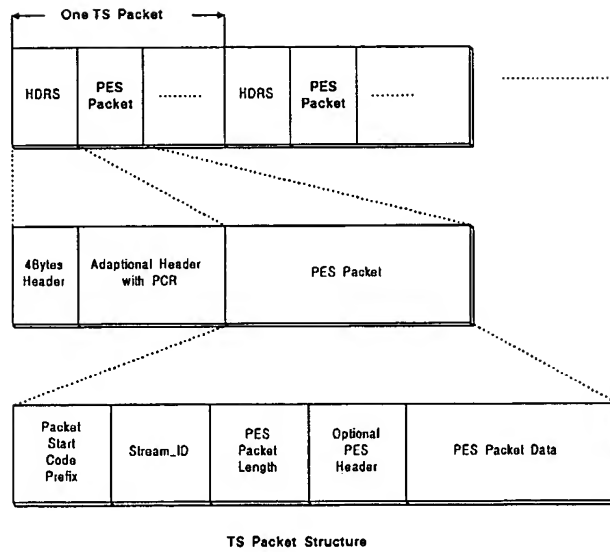 One TS Packet
HDRS
PES
Packet
........
HDRS
PES
Packet
........
4Bytes
Header
Adaptional Header
with PCR
PES Packet
Packet
Start
Code
Prefix
Stream_ID
PES
Packet
Length
Optional
PES
Header
PES Packet Data
TS Packet Structure